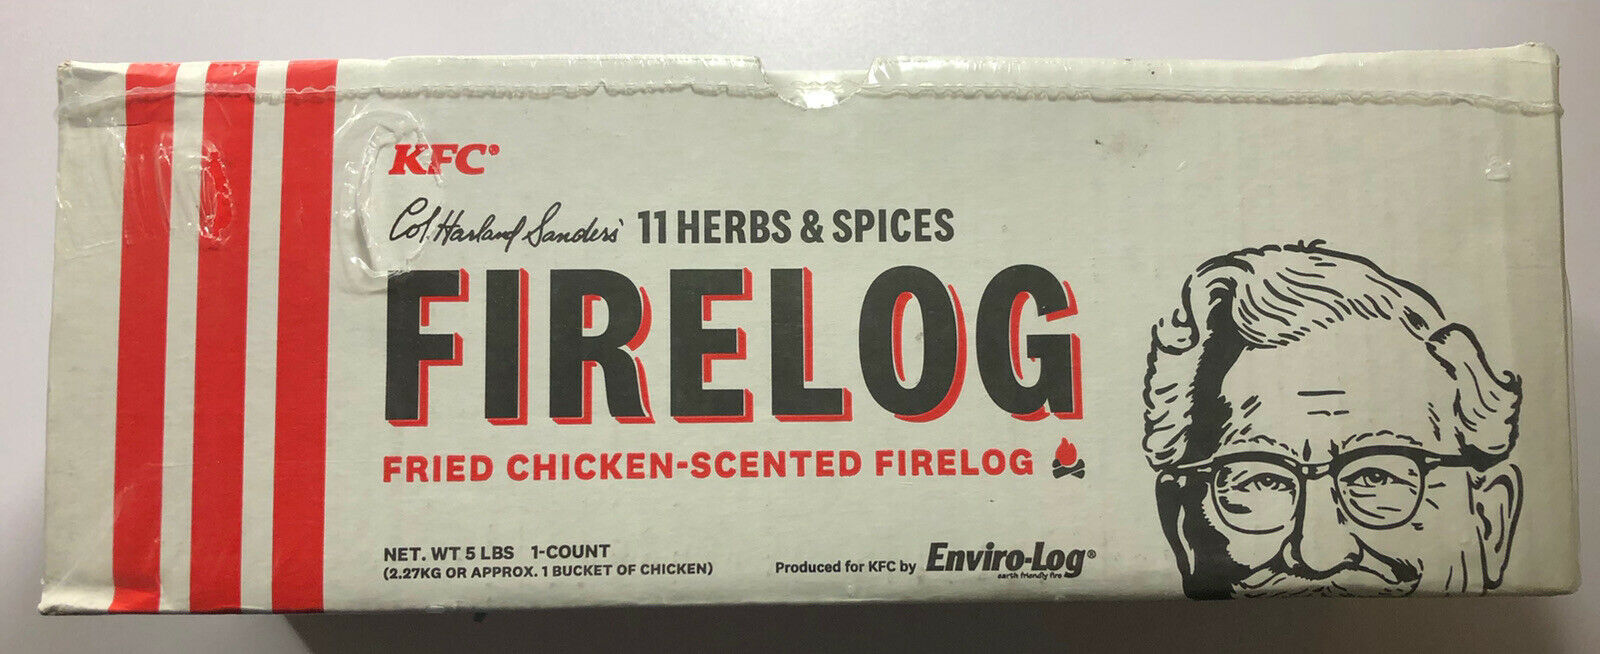 KFC®
Col. Harland Sanders' 11 HERBS & SPICES
FIRELOG
FRIED CHICKEN-SCENTED FIRELOG
NET. WT 5 LBS 1-COUNT
(2.27KG OR APPROX. 1 BUCKET OF CHICKEN)
Produced for KFC by Enviro-Log®
earth friendly fire